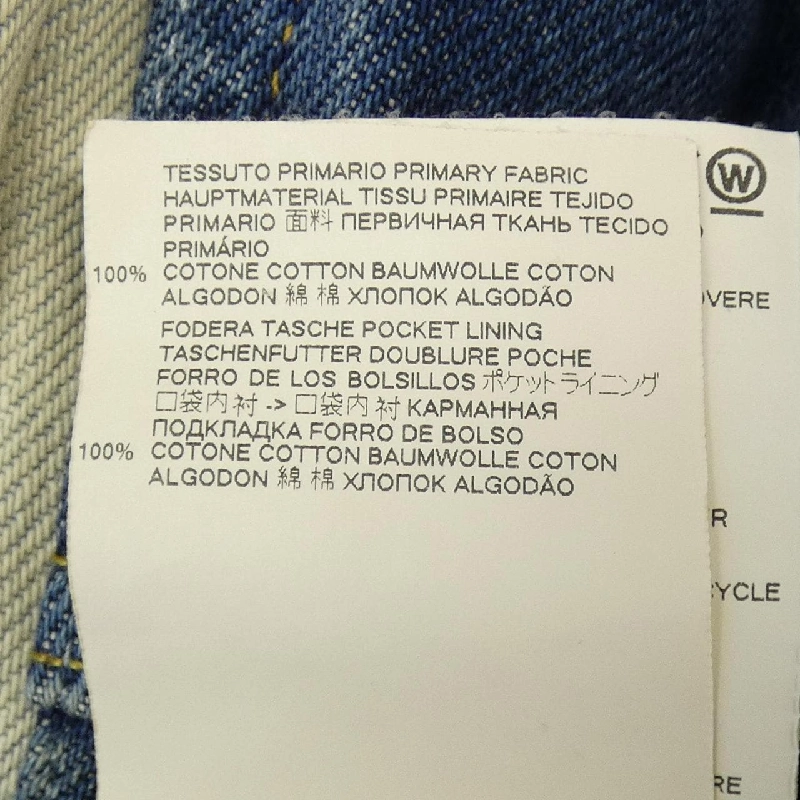 TESSUTO PRIMARIO PRIMARY FABRIC
HAUPTMATERIAL TISSU PRIMAIRE TEJIDO
PRIMARIO 面料 ПЕРВИЧНАЯ ТКАНЬ TECIDO
PRIMÁRIO
100% COTONE COTTON BAUMWOLLE COTON
ALGODON 綿 棉 ХЛОПОК ALGODÃO
FODERA TASCHE POCKET LINING
TASCHENFUTTER DOUBLURE POCHE
FORRO DE LOS BOLSILLOS ポケットライニング
口袋内衬 -> 口袋内衬 КАРМАННАЯ
ПОДКЛАДКА FORRO DE BOLSO
100% COTONE COTTON BAUMWOLLE COTON
ALGODON 綿 棉 ХЛОПОК ALGODÃO
W
OVERE
R
CYCLE
RE